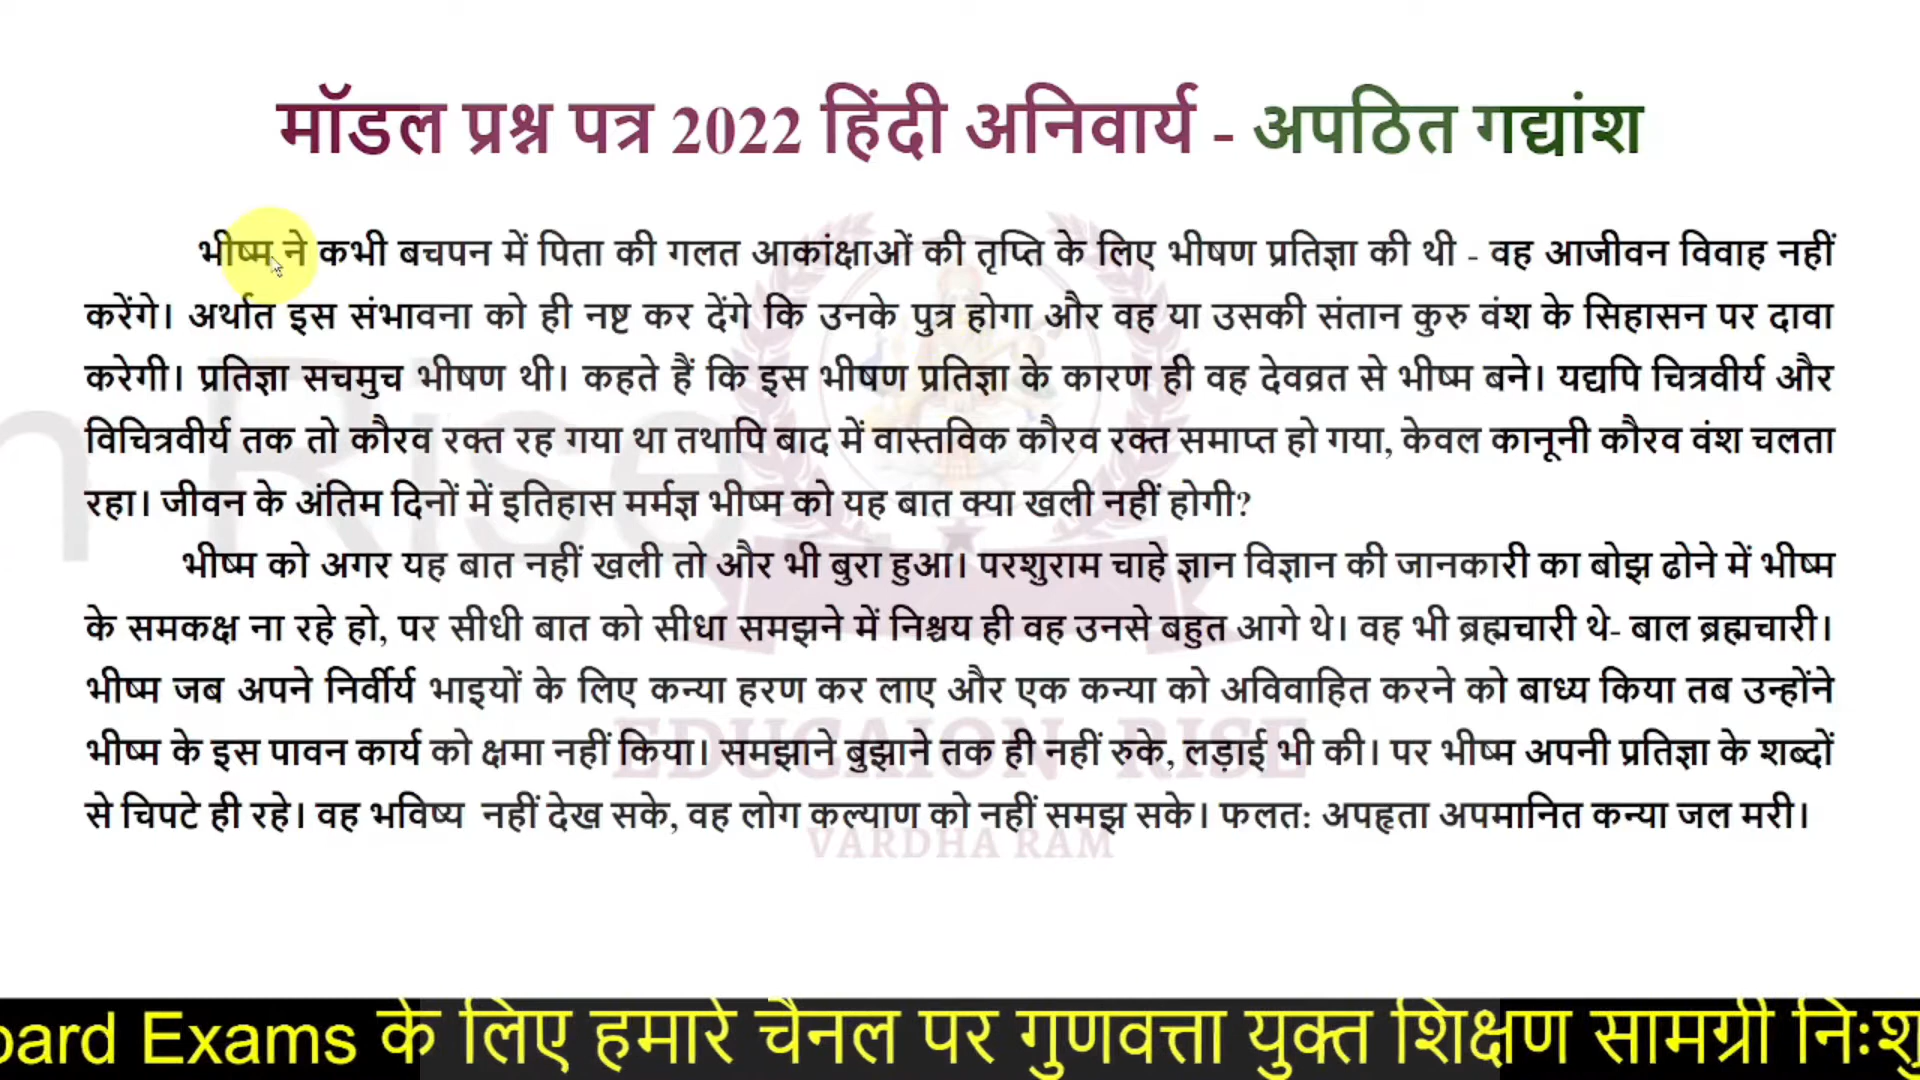 मॉडल प्रश्न पत्र 2022 हिंदी अनिवार्य - अपठित गद्यांश
भीष्म ने कभी बचपन में पिता की गलत आकांक्षाओं की तृप्ति के लिए भीषण प्रतिज्ञा की थी - वह आजीवन विवाह नहीं
करेंगे। अर्थात इस संभावना को ही नष्ट कर देंगे कि उनके पुत्र होगा और वह या उसकी संतान कुरु वंश के सिहासन पर दावा
करेगी। प्रतिज्ञा सचमुच भीषण थी। कहते हैं कि इस भीषण प्रतिज्ञा के कारण ही वह देवव्रत से भीष्म बने। यद्यपि चित्रवीर्य और
विचित्रवीर्य तक तो कौरव रक्त रह गया था तथापि बाद में वास्तविक कौरव रक्त समाप्त हो गया, केवल कानूनी कौरव वंश चलता
रहा। जीवन के अंतिम दिनों में इतिहास मर्मज्ञ भीष्म को यह बात क्या खली नहीं होगी?
भीष्म को अगर यह बात नहीं खली तो और भी बुरा हुआ। परशुराम चाहे ज्ञान विज्ञान की जानकारी का बोझ ढोने में भीष्म
के समकक्ष ना रहे हो, पर सीधी बात को सीधा समझने में निश्चय ही वह उनसे बहुत आगे थे। वह भी ब्रह्मचारी थे- बाल ब्रह्मचारी।
भीष्म जब अपने निर्वीर्य भाइयों के लिए कन्या हरण कर लाए और एक कन्या को अविवाहित करने को बाध्य किया तब उन्होंने
भीष्म के इस पावन कार्य को क्षमा नहीं किया। समझाने बुझाने तक ही नहीं रुके, लड़ाई भी की। पर भीष्म अपनी प्रतिज्ञा के शब्दों
से चिपटे ही रहे। वह भविष्य नहीं देख सके, वह लोग कल्याण को नहीं समझ सके। फलत: अपहृता अपमानित कन्या जल मरी।
n Rise
EDUGAION RISE
VARDHA RAM
oard Exams के लिए हमारे चैनल पर गुणवत्ता युक्त शिक्षण सामग्री निःशु